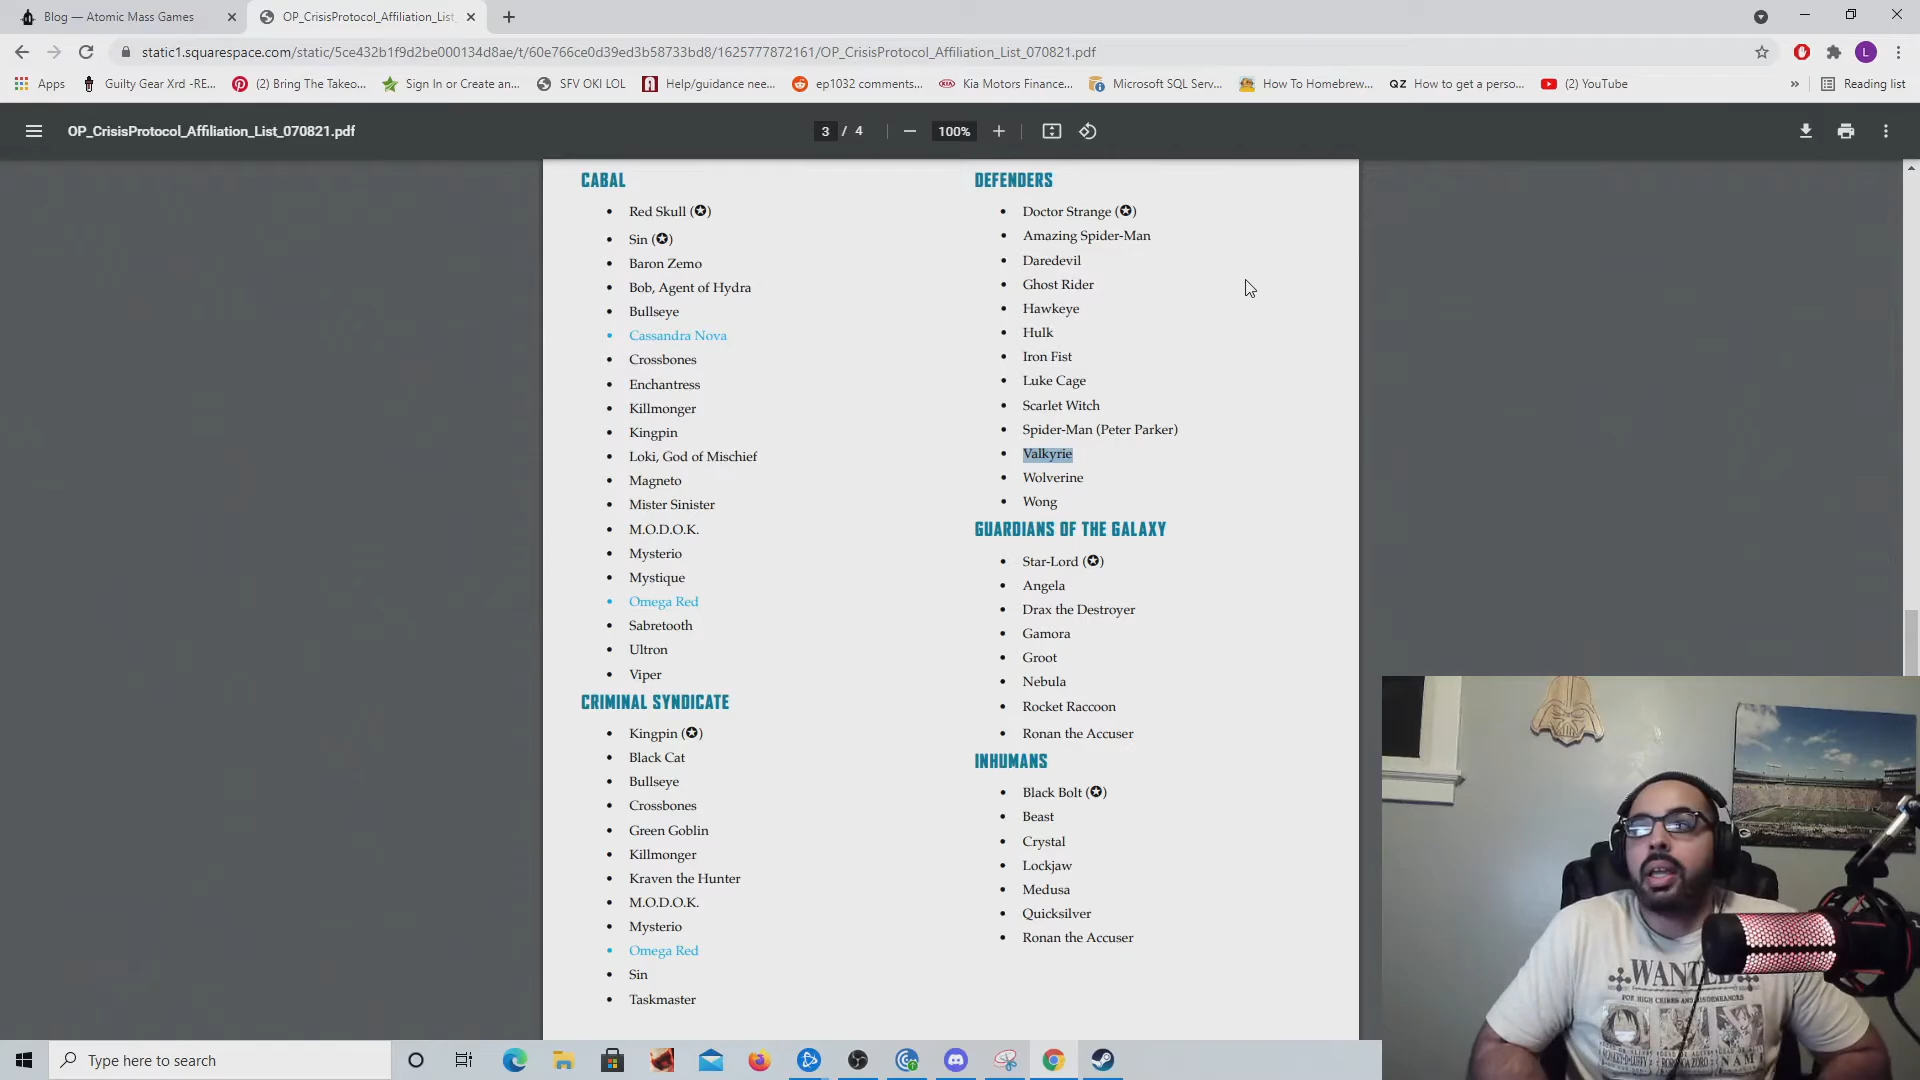 Blog — Atomic Mass Games
OP_CrisisProtocol_Affiliation_List_
static1.squarespace.com/static/5ce432b1f9d2be000134d8ae/t/60e766ce0d39ed3b58733bd8/1625777872161/OP_CrisisProtocol_Affiliation_List_070821.pdf
L
Apps
Guilty Gear Xrd -RE...
(2) Bring The Takeo...
Sign In or Create an...
SFV OKI LOL
Help/guidance nee...
ep1032 comments...
Kia Motors Finance...
Microsoft SQL Serv...
How To Homebrew...
QZ How to get a perso...
(2) YouTube
»
Reading list
OP_CrisisProtocol_Affiliation_List_070821.pdf
3 / 4
100%
CABAL
• Red Skull (✪)
• Sin (✪)
• Baron Zemo
• Bob, Agent of Hydra
• Bullseye
• Cassandra Nova
• Crossbones
• Enchantress
• Killmonger
• Kingpin
• Loki, God of Mischief
• Magneto
• Mister Sinister
• M.O.D.O.K.
• Mysterio
• Mystique
• Omega Red
• Sabretooth
• Ultron
• Viper
CRIMINAL SYNDICATE
• Kingpin (✪)
• Black Cat
• Bullseye
• Crossbones
• Green Goblin
• Killmonger
• Kraven the Hunter
• M.O.D.O.K.
• Mysterio
• Omega Red
• Sin
• Taskmaster
DEFENDERS
• Doctor Strange (✪)
• Amazing Spider-Man
• Daredevil
• Ghost Rider
• Hawkeye
• Hulk
• Iron Fist
• Luke Cage
• Scarlet Witch
• Spider-Man (Peter Parker)
• Valkyrie
• Wolverine
• Wong
GUARDIANS OF THE GALAXY
• Star-Lord (✪)
• Angela
• Drax the Destroyer
• Gamora
• Groot
• Nebula
• Rocket Raccoon
• Ronan the Accuser
INHUMANS
• Black Bolt (✪)
• Beast
• Crystal
• Lockjaw
• Medusa
• Quicksilver
• Ronan the Accuser
WANTED
FOR HIGH CRIMES AND MISDEMEANORS
Type here to search